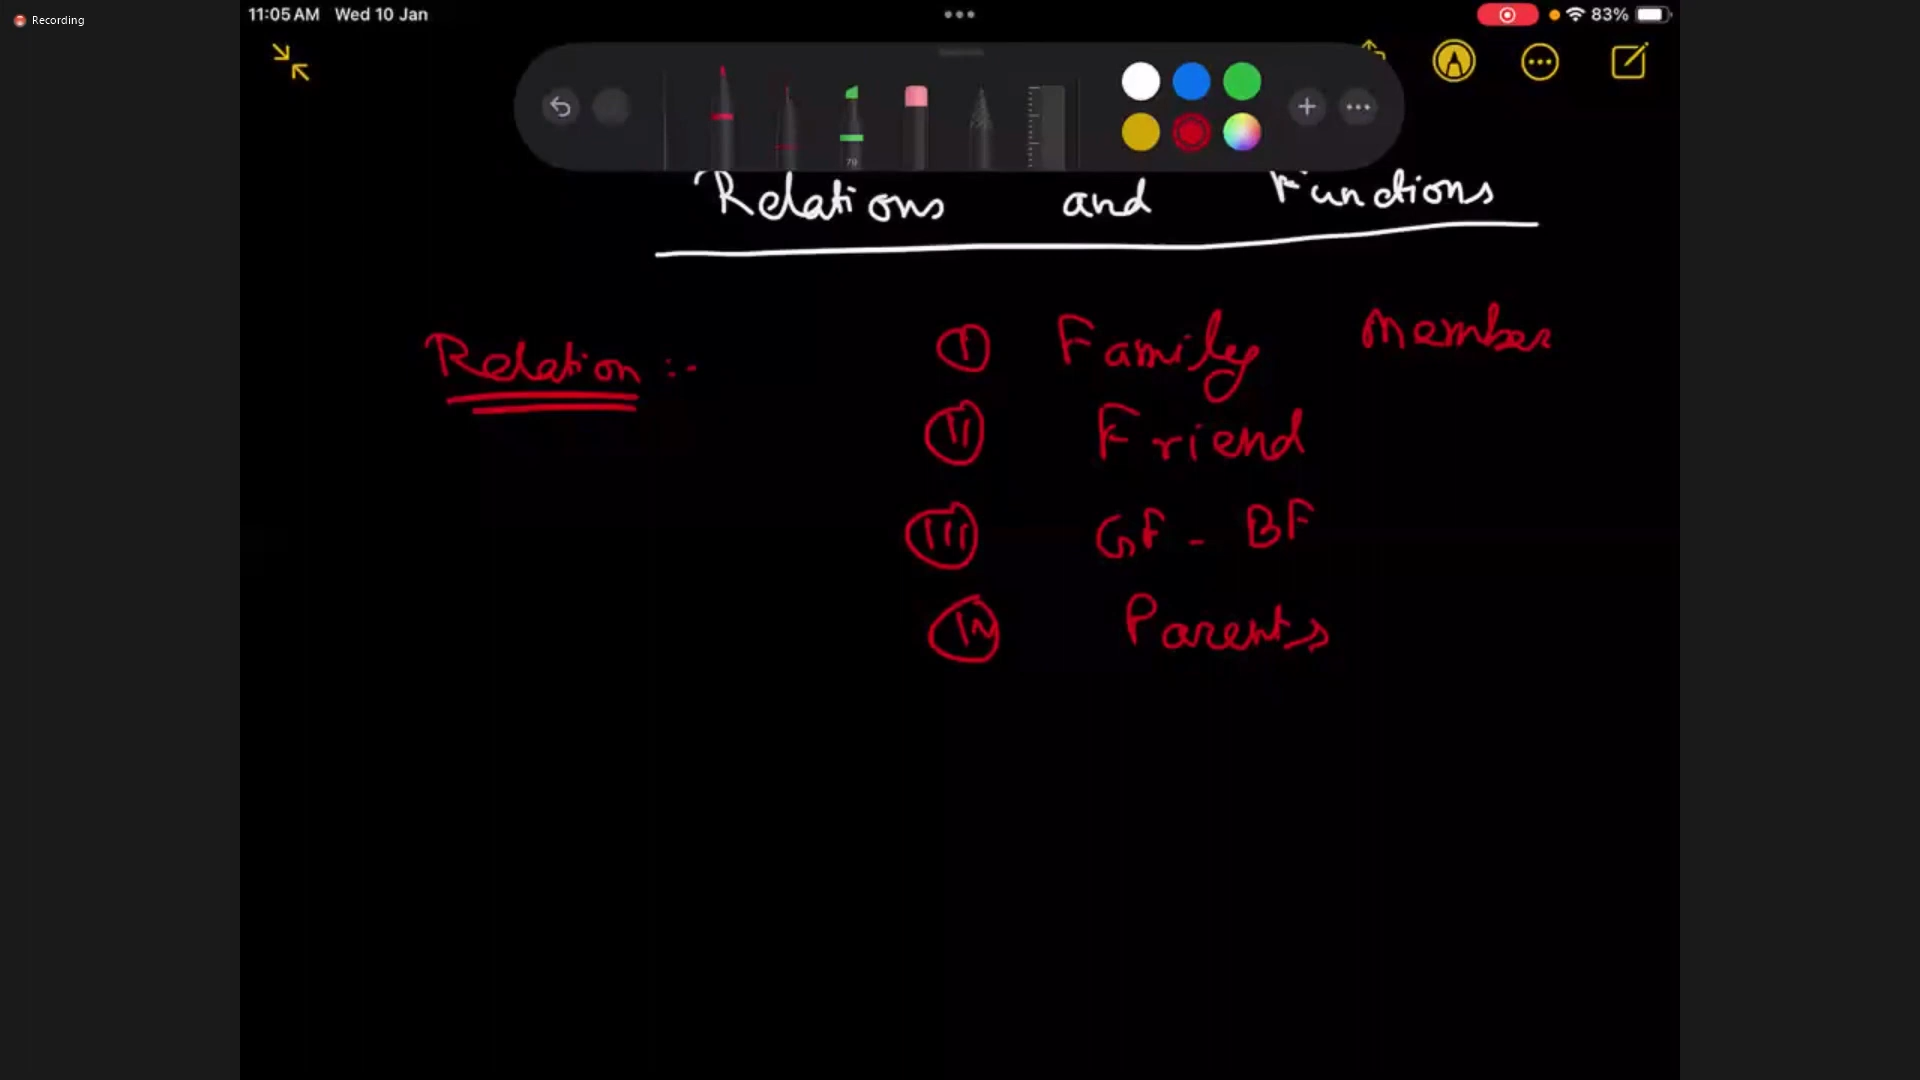 Recording
11:05 AM Wed 10 Jan
83%
79
Relations and Functions
Relation :-
I Family Member
II Friend
III GF - BF
IV Parents